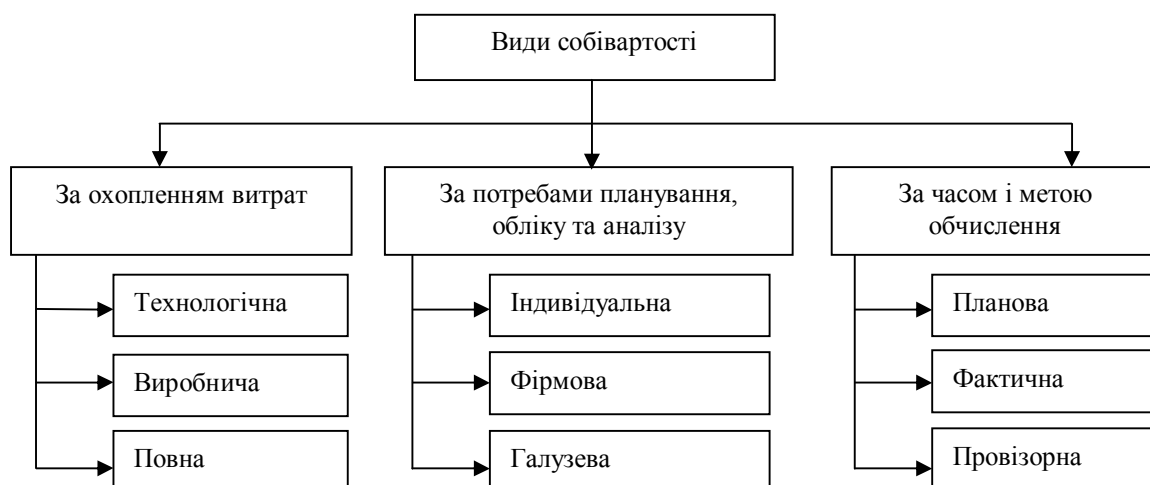 Види собівартості
За охопленням витрат
Технологічна
Виробнича
Повна
За потребами планування,
обліку та аналізу
Індивідуальна
Фірмова
Галузева
За часом і метою
обчислення
Планова
Фактична
Провізорна